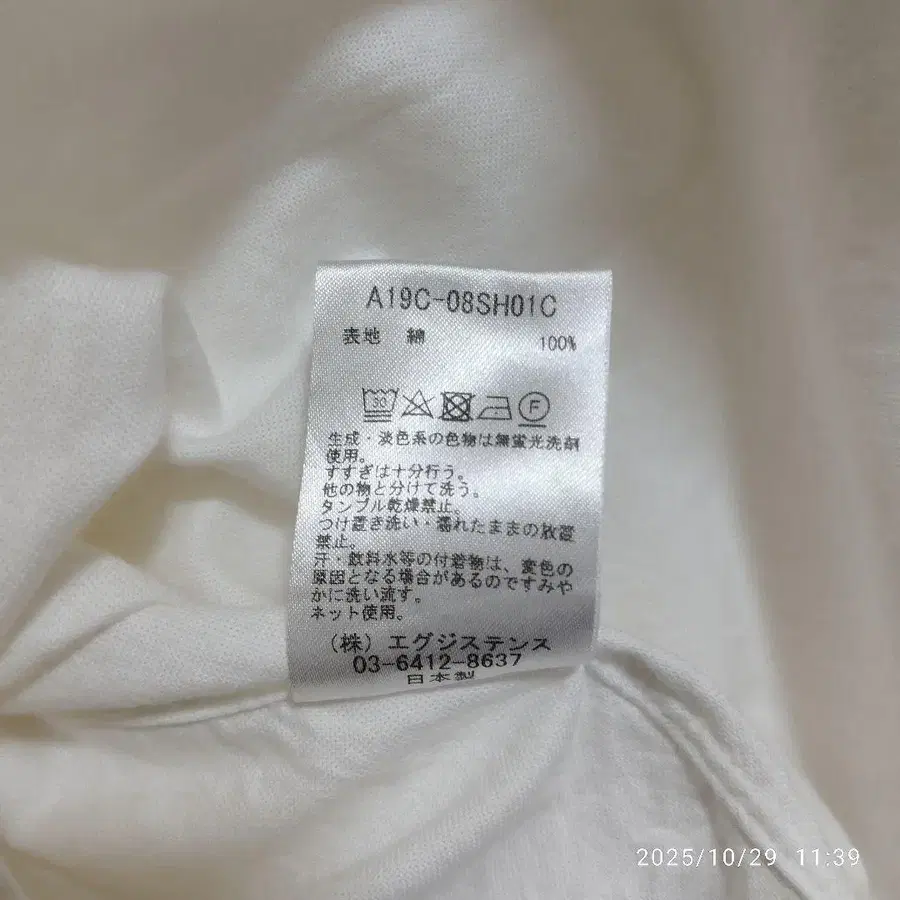 A19C-08SH01C
表地 綿 100%
30 F
生成・淡色系の色物は無蛍光洗剤
使用。
すすぎは十分行う。
他の物と分けて洗う。
タンブル乾燥禁止。
つけ置き洗い・濡れたままの放置
禁止。
汗・飲料水等の付着物は、変色の
原因となる場合があるのですみや
かに洗い流す。
ネット使用。
(株) エグジステンス
03-6412-8637
日本製
2025/10/29 11:39